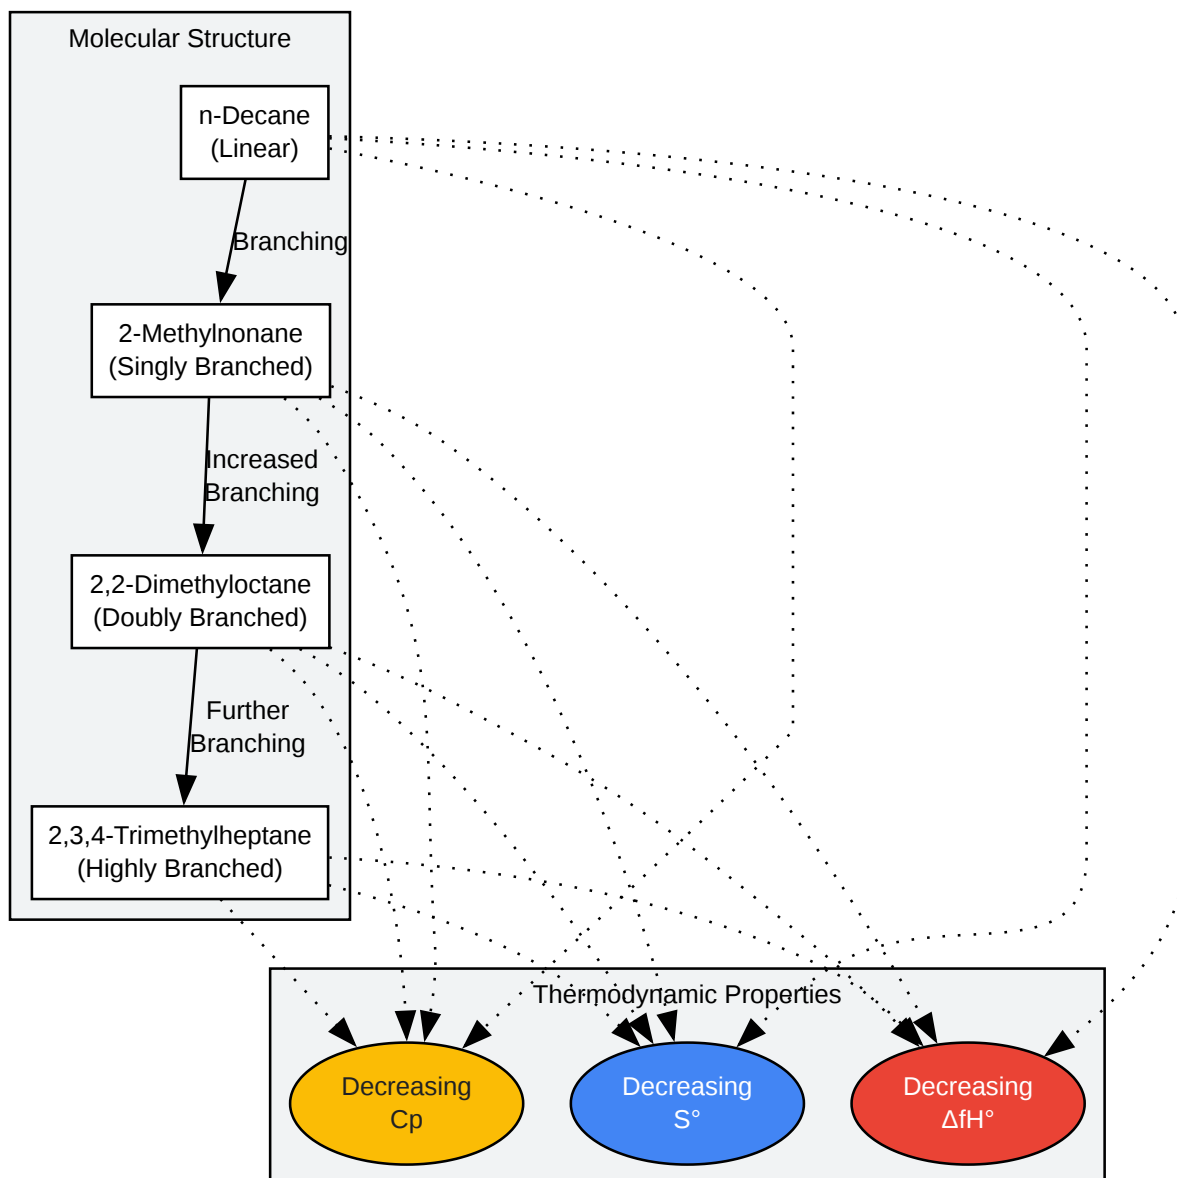 Molecular Structure
n-Decane
(Linear)
Branching
2-Methylnonane
(Singly Branched)
Increased
Branching
2,2-Dimethyloctane
(Doubly Branched)
Further
Branching
2,3,4-Trimethylheptane
(Highly Branched)
Thermodynamic Properties
Decreasing
Cp
Decreasing
S°
Decreasing
ΔfH°